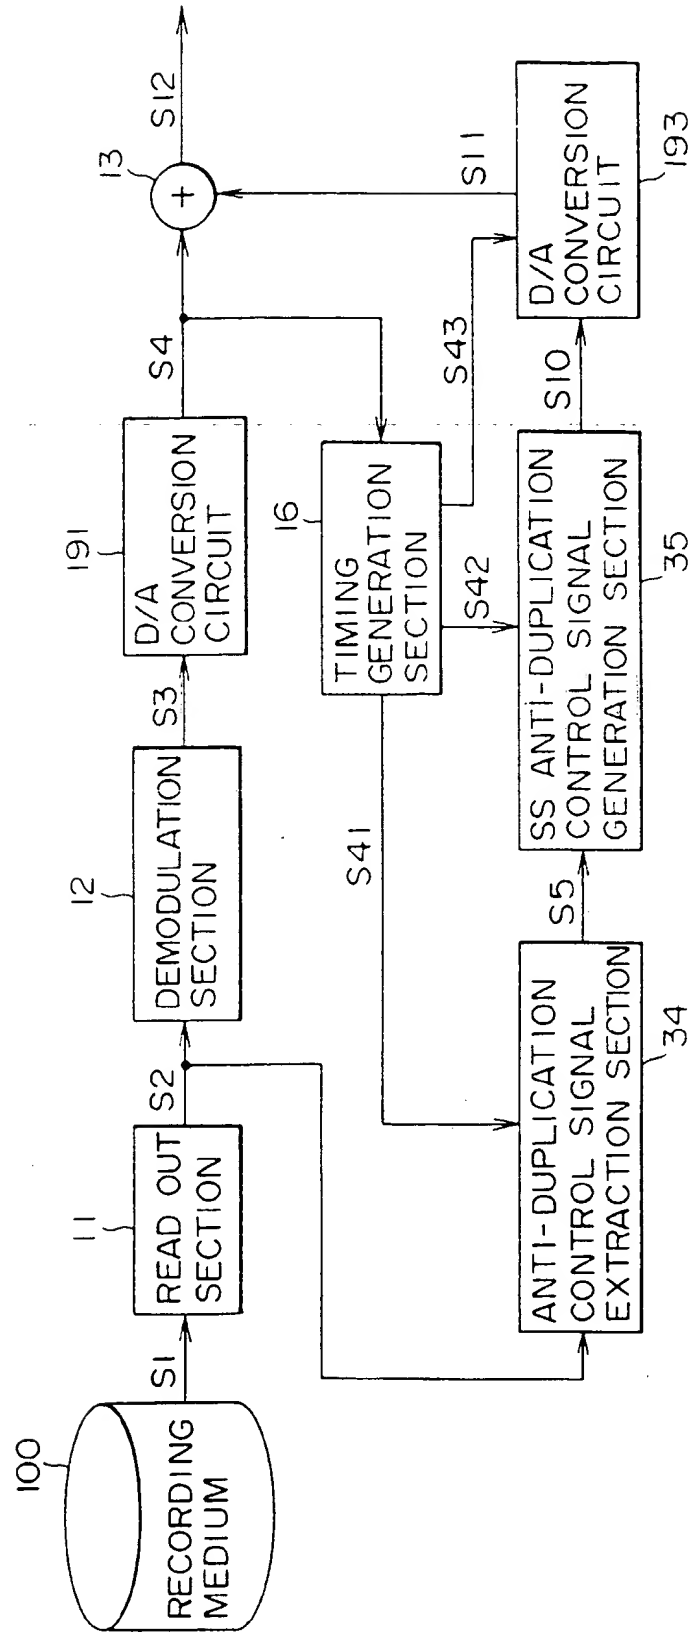 100
RECORDING
MEDIUM
S1
11
READ OUT
SECTION
S2
12
DEMODULATION
SECTION
S3
191
D/A
CONVERSION
CIRCUIT
S4
13
+
S12
16
TIMING
GENERATION
SECTION
S41
S42
S43
S11
ANTI-DUPLICATION
CONTROL SIGNAL
EXTRACTION SECTION
34
S5
SS ANTI-DUPLICATION
CONTROL SIGNAL
GENERATION SECTION
35
S10
D/A
CONVERSION
CIRCUIT
193